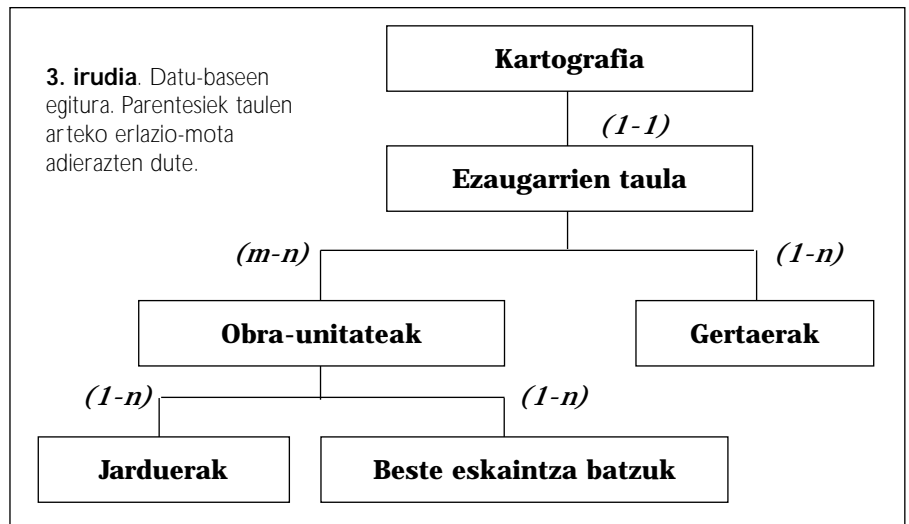 3. irudia. Datu-baseen
egitura. Parentesiek taulen
arteko erlazio-mota
adierazten dute.
Kartografia
(1-1)
Ezaugarrien taula
(m-n)
(1-n)
Obra-unitateak
Gertaerak
(1-n)
(1-n)
Jarduerak
Beste eskaintza batzuk